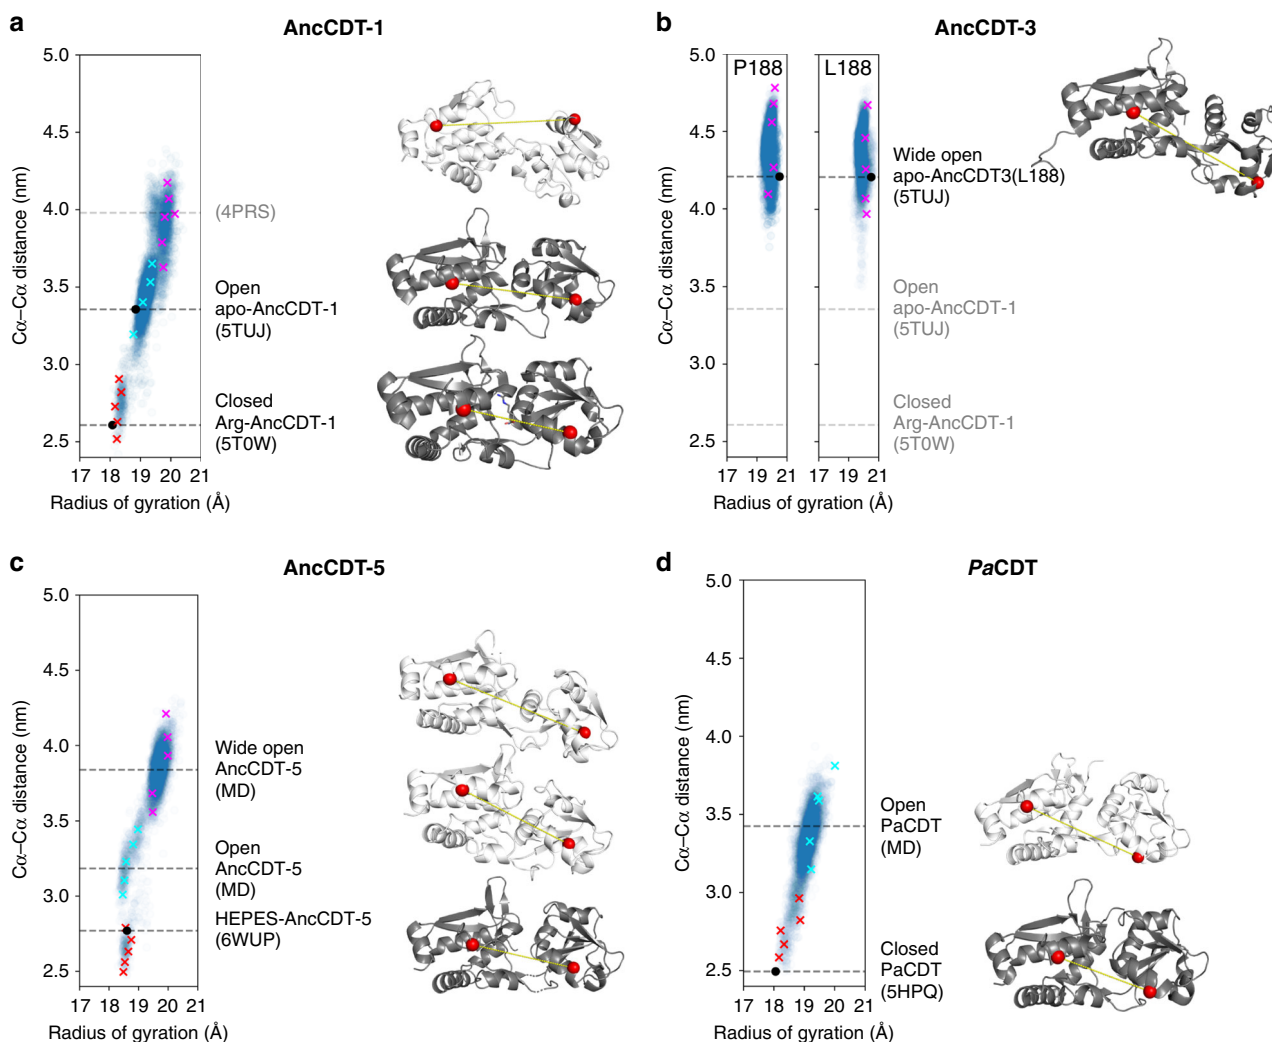 a
AncCDT-1
5.0
4.5
4.0
3.5
3.0
2.5
Cα–Cα distance (nm)
17 18 19 20 21
Radius of gyration (Å)
(4PRS)
Open
apo-AncCDT-1
(5TUJ)
Closed
Arg-AncCDT-1
(5T0W)
b
AncCDT-3
P188
L188
5.0
4.5
4.0
3.5
3.0
2.5
Cα–Cα distance (nm)
17 19 21
17 19 21
Radius of gyration (Å)
Wide open
apo-AncCDT3(L188)
(5TUJ)
Open
apo-AncCDT-1
(5TUJ)
Closed
Arg-AncCDT-1
(5T0W)
c
AncCDT-5
5.0
4.5
4.0
3.5
3.0
2.5
Cα–Cα distance (nm)
17 18 19 20 21
Radius of gyration (Å)
Wide open
AncCDT-5
(MD)
Open
AncCDT-5
(MD)
HEPES-AncCDT-5
(6WUP)
d
PaCDT
5.0
4.5
4.0
3.5
3.0
2.5
Cα–Cα distance (nm)
17 18 19 20 21
Radius of gyration (Å)
Open
PaCDT
(MD)
Closed
PaCDT
(5HPQ)